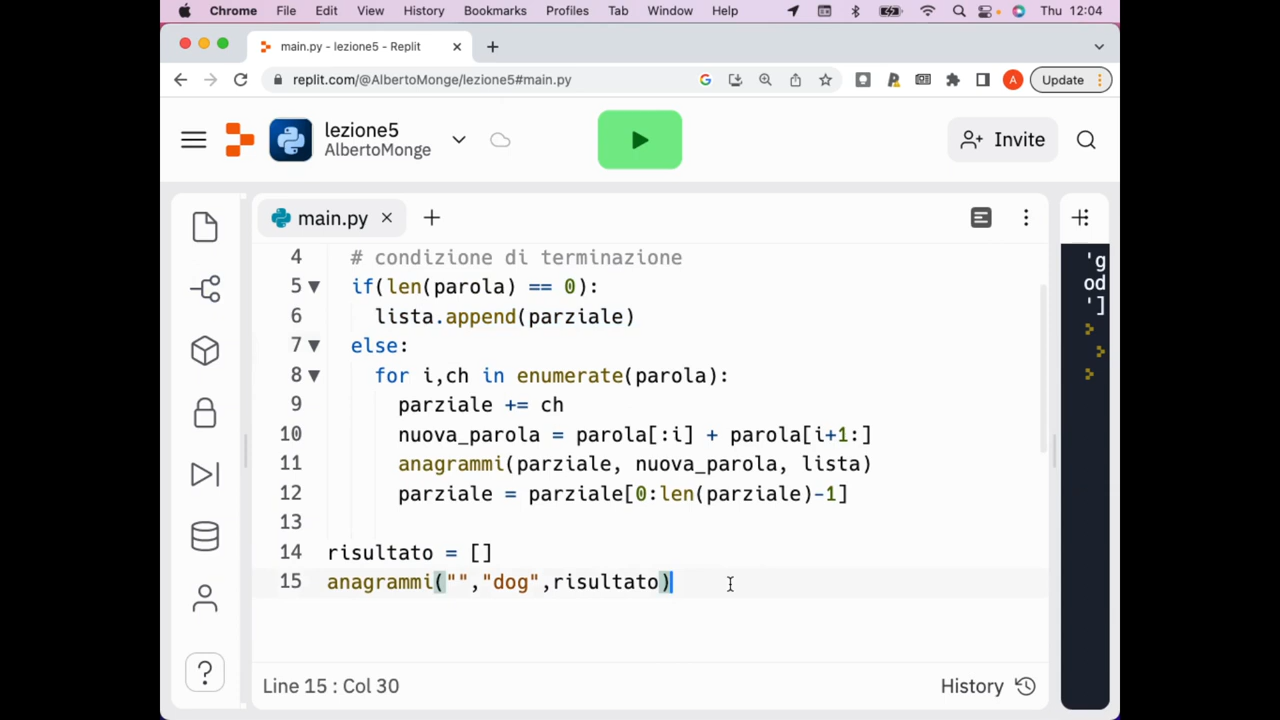 Chrome File Edit View History Bookmarks Profiles Tab Window Help Thu 12:04
main.py - lezione5 - Replit
replit.com/@AlbertoMonge/lezione5#main.py A Update
lezione5
AlbertoMonge
Invite
main.py
4 # condizione di terminazione
5 if(len(parola) == 0):
6 lista.append(parziale)
7 else:
8 for i,ch in enumerate(parola):
9 parziale += ch
10 nuova_parola = parola[:i] + parola[i+1:]
11 anagrammi(parziale, nuova_parola, lista)
12 parziale = parziale[0:len(parziale)-1]
13
14 risultato = []
15 anagrammi("","dog",risultato)
'g
od
']
>
>
>
?
Line 15 : Col 30 History